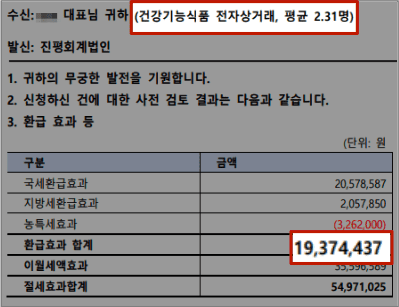 수신: 대표님 귀하 (건강기능식품 전자상거래, 평균 2.31명)
발신: 진평회계법인
1. 귀하의 무궁한 발전을 기원합니다.
2. 신청하신 건에 대한 사전 검토 결과는 다음과 같습니다.
3. 환급 효과 등
(단위: 원
구분 금액
국세환급효과 20,578,587
지방세환급효과 2,057,850
농특세효과 (3,262,000)
환급효과 합계 19,374,437
이월세액효과 35,596,589
절세효과합계 54,971,025